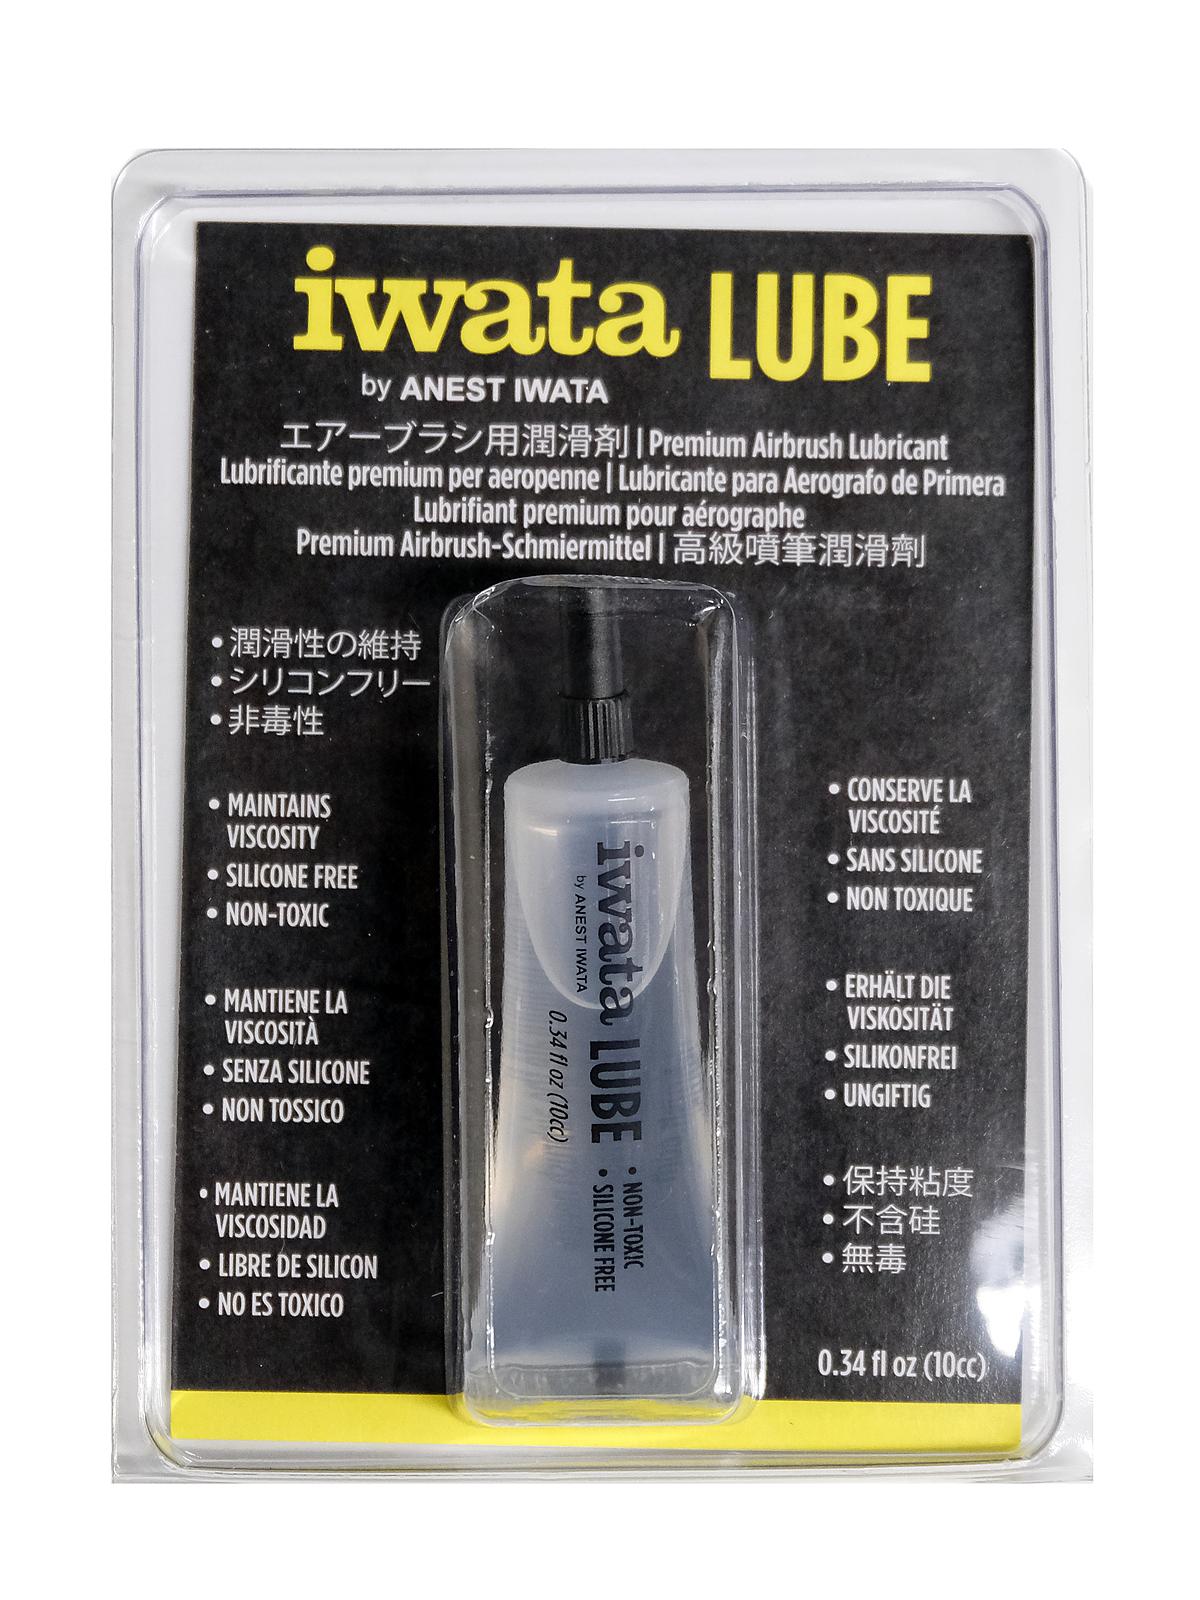 iwata LUBE
by ANEST IWATA
エアーブラシ用潤滑剤 | Premium Airbrush Lubricant
Lubrificante premium per aeropenne | Lubricante para Aerografo de Primera
Lubrifiant premium pour aérographe
Premium Airbrush-Schmiermittel | 高級噴筆潤滑劑
• 潤滑性の維持
• シリコンフリー
• 非毒性
• MAINTAINS
VISCOSITY
• SILICONE FREE
• NON-TOXIC
• MANTIENE LA
VISCOSITÀ
• SENZA SILICONE
• NON TOSSICO
• MANTIENE LA
VISCOSIDAD
• LIBRE DE SILICON
• NO ES TOXICO
iwata LUBE
by ANEST IWATA
0.34 fl oz (10cc)
• NON-TOXIC
• SILICONE FREE
• CONSERVE LA
VISCOSITÉ
• SANS SILICONE
• NON TOXIQUE
• ERHÄLT DIE
VISKOSITÄT
• SILIKONFREI
• UNGIFTIG
• 保持粘度
• 不含硅
• 無毒
0.34 fl oz (10cc)